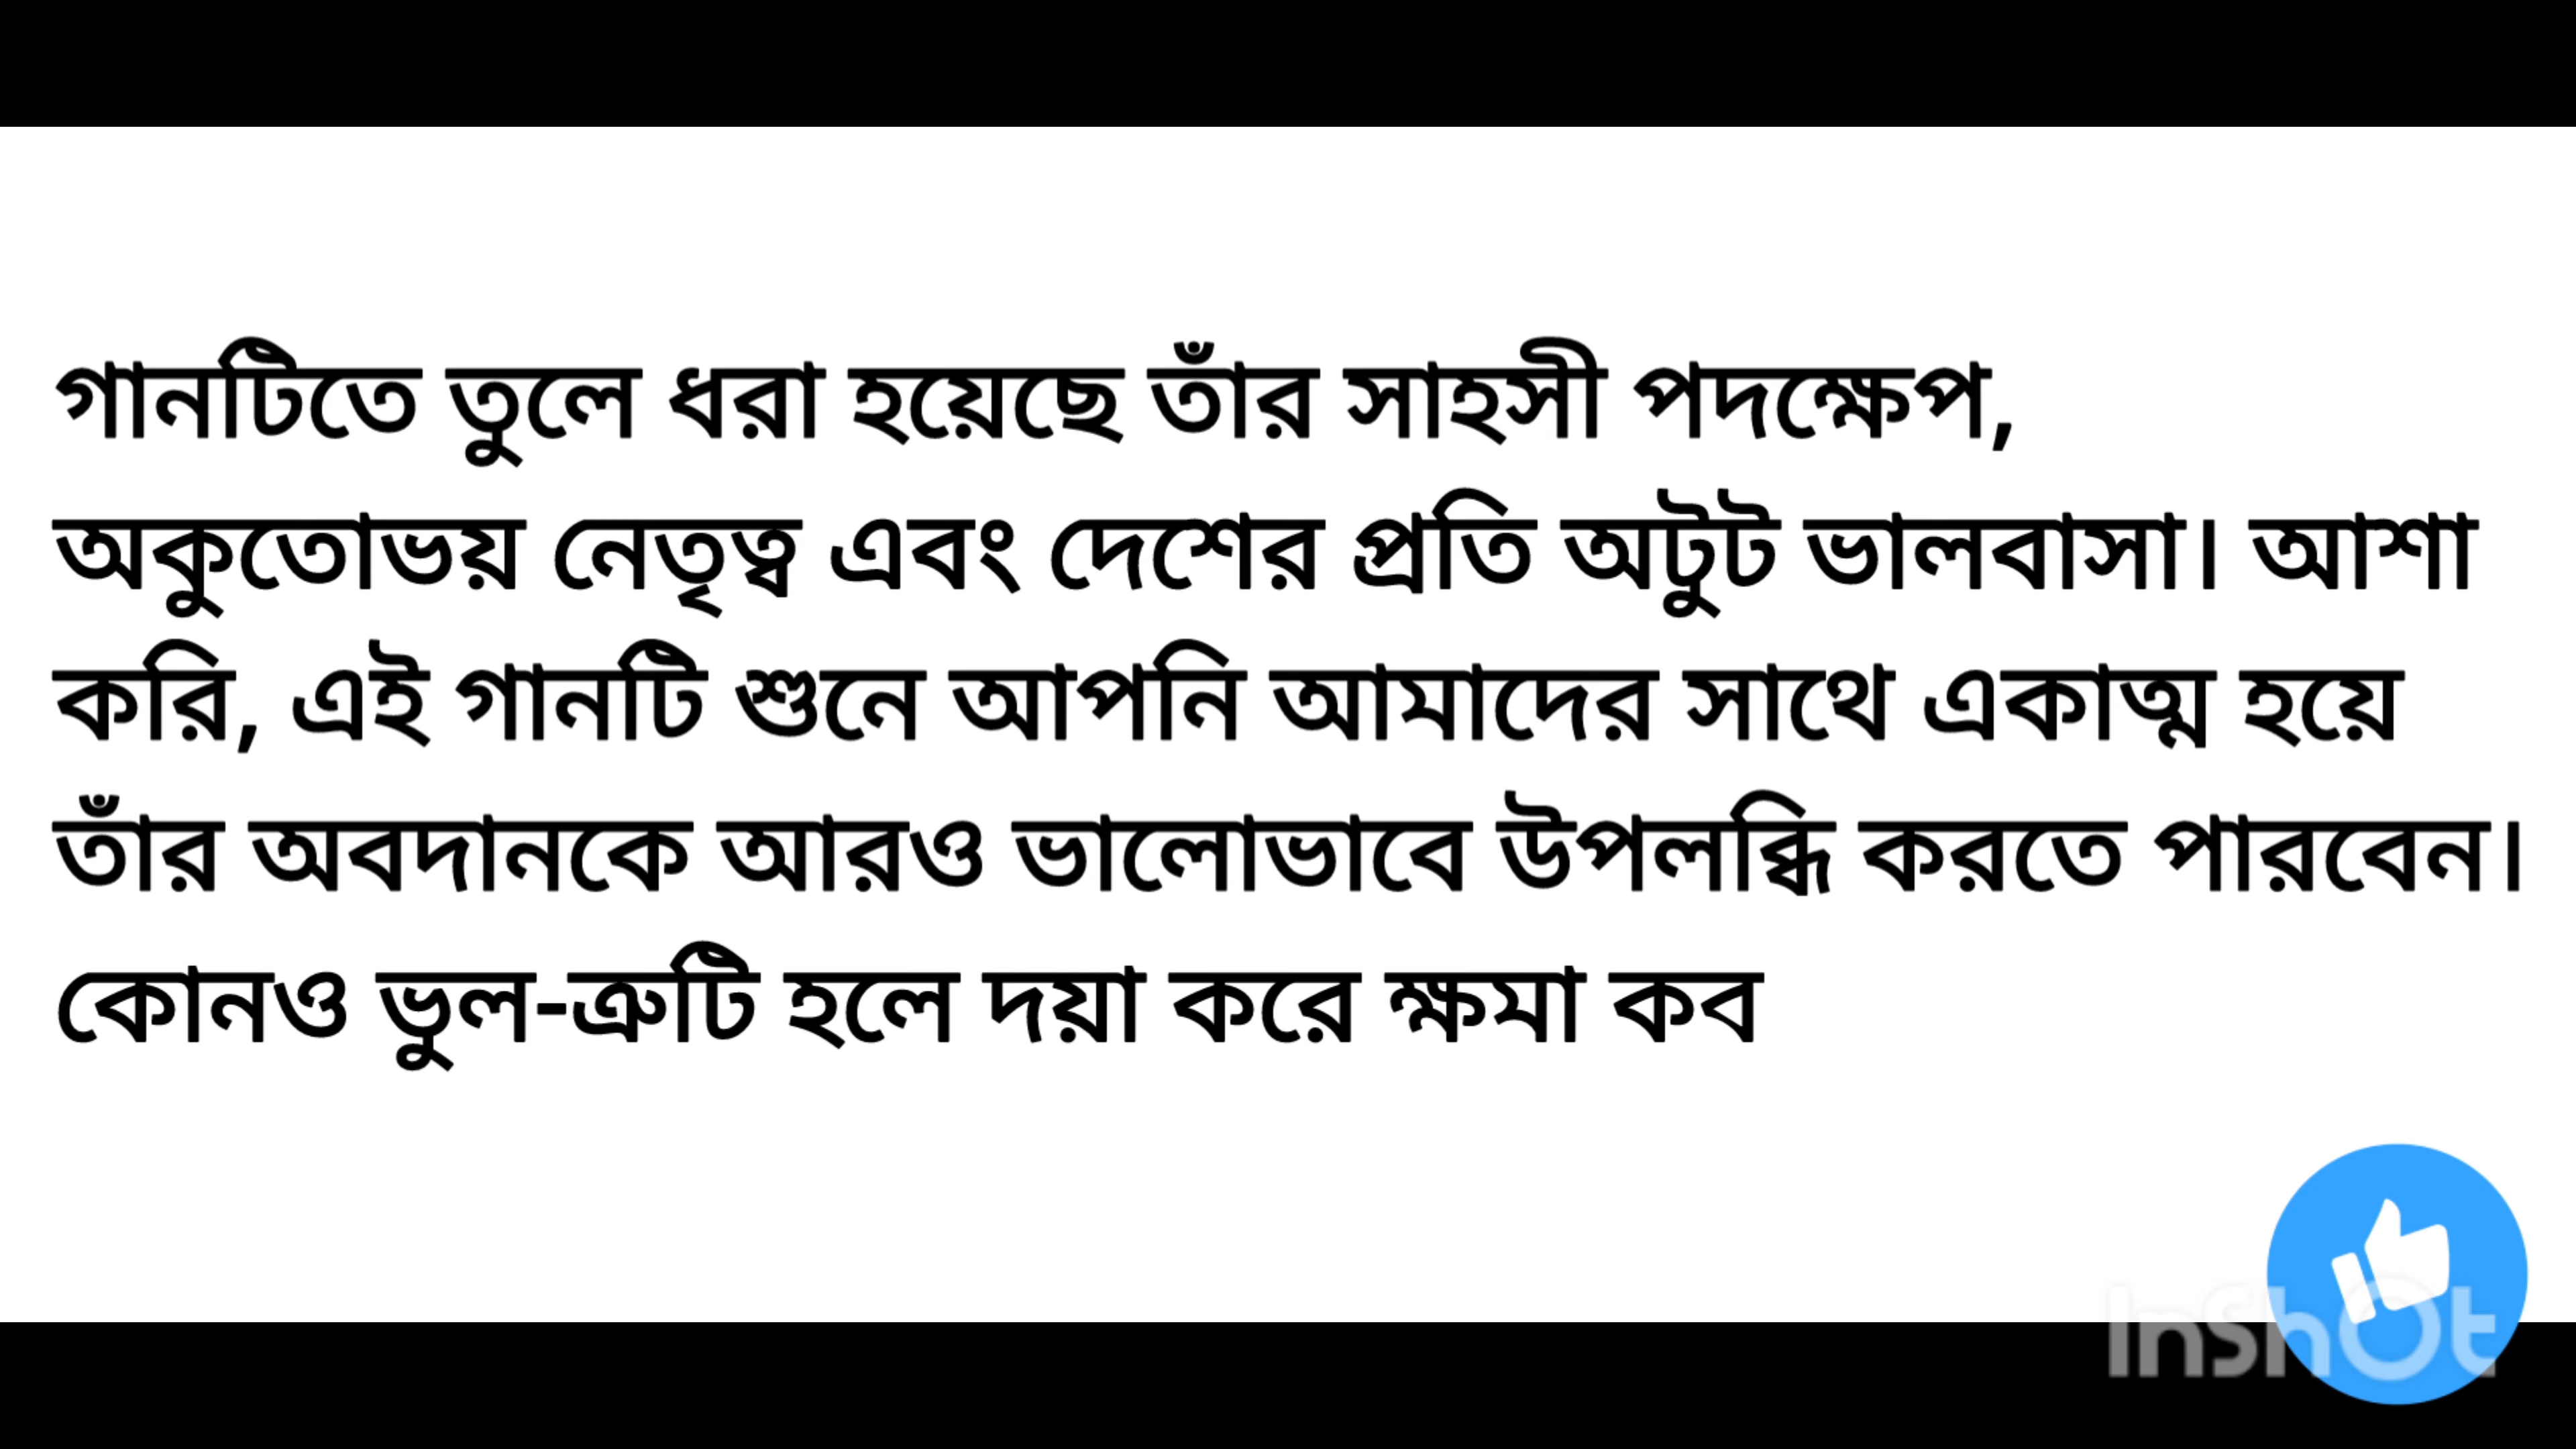 গানটিতে তুলে ধরা হয়েছে তাঁর সাহসী পদক্ষেপ,
অকুতোভয় নেতৃত্ব এবং দেশের প্রতি অটুট ভালবাসা। আশা
করি, এই গানটি শুনে আপনি আমাদের সাথে একাত্ম হয়ে
তাঁর অবদানকে আরও ভালোভাবে উপলব্ধি করতে পারবেন।
কোনও ভুল-ত্রুটি হলে দয়া করে ক্ষমা কব
InShOt